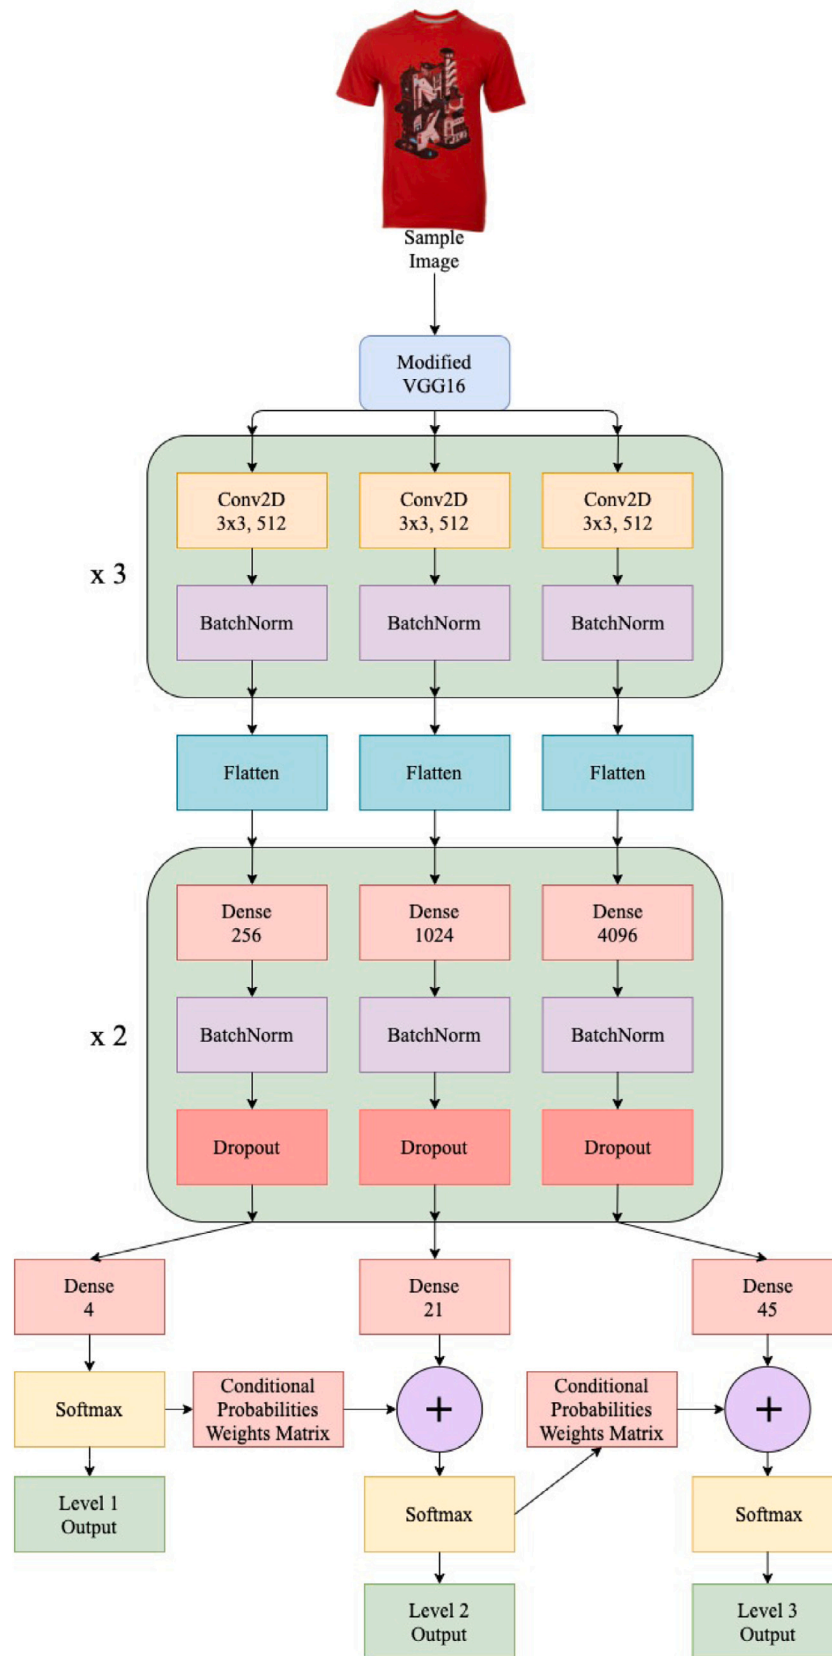 NIKE
Sample
Image
Modified
VGG16
Conv2D
3x3, 512
Conv2D
3x3, 512
Conv2D
3x3, 512
x 3
BatchNorm
BatchNorm
BatchNorm
Flatten
Flatten
Flatten
Dense
256
Dense
1024
Dense
4096
x 2
BatchNorm
BatchNorm
BatchNorm
Dropout
Dropout
Dropout
Dense
4
Dense
21
Dense
45
Softmax
Conditional
Probabilities
Weights Matrix
+
Conditional
Probabilities
Weights Matrix
+
Level 1
Output
Softmax
Softmax
Level 2
Output
Level 3
Output